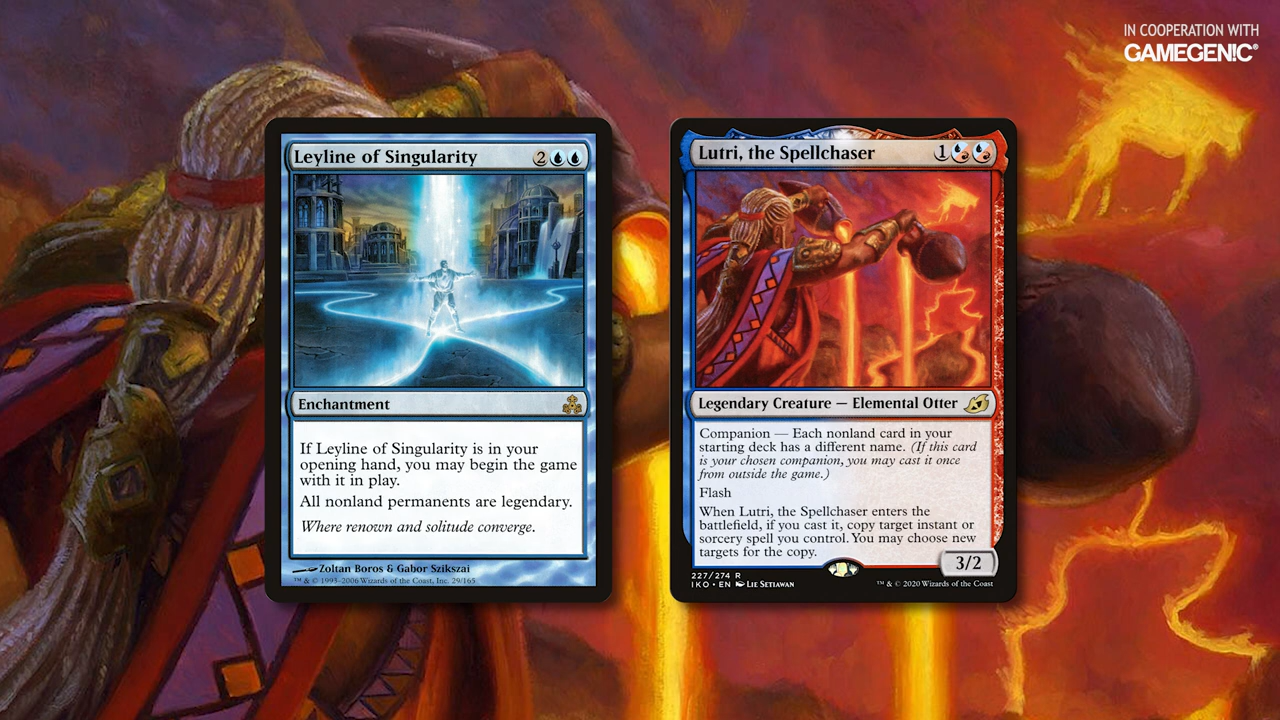 IN COOPERATION WITH
GAMEGENIC®
Leyline of Singularity 2
Enchantment
If Leyline of Singularity is in your
opening hand, you may begin the game
with it in play.
All nonland permanents are legendary.
Where renown and solitude converge.
Zoltan Boros & Gabor Szikszai
™ & © 1993-2006 Wizards of the Coast, Inc. 29/165
Lutri, the Spellchaser 1
Legendary Creature — Elemental Otter
Companion — Each nonland card in your
starting deck has a different name. (If this card
is your chosen companion, you may cast it once
from outside the game.)
Flash
When Lutri, the Spellchaser enters the
battlefield, if you cast it, copy target instant or
sorcery spell you control. You may choose new
targets for the copy.
3/2
227/274 R
IKO • EN Lie Setiawan
™ & © 2020 Wizards of the Coast